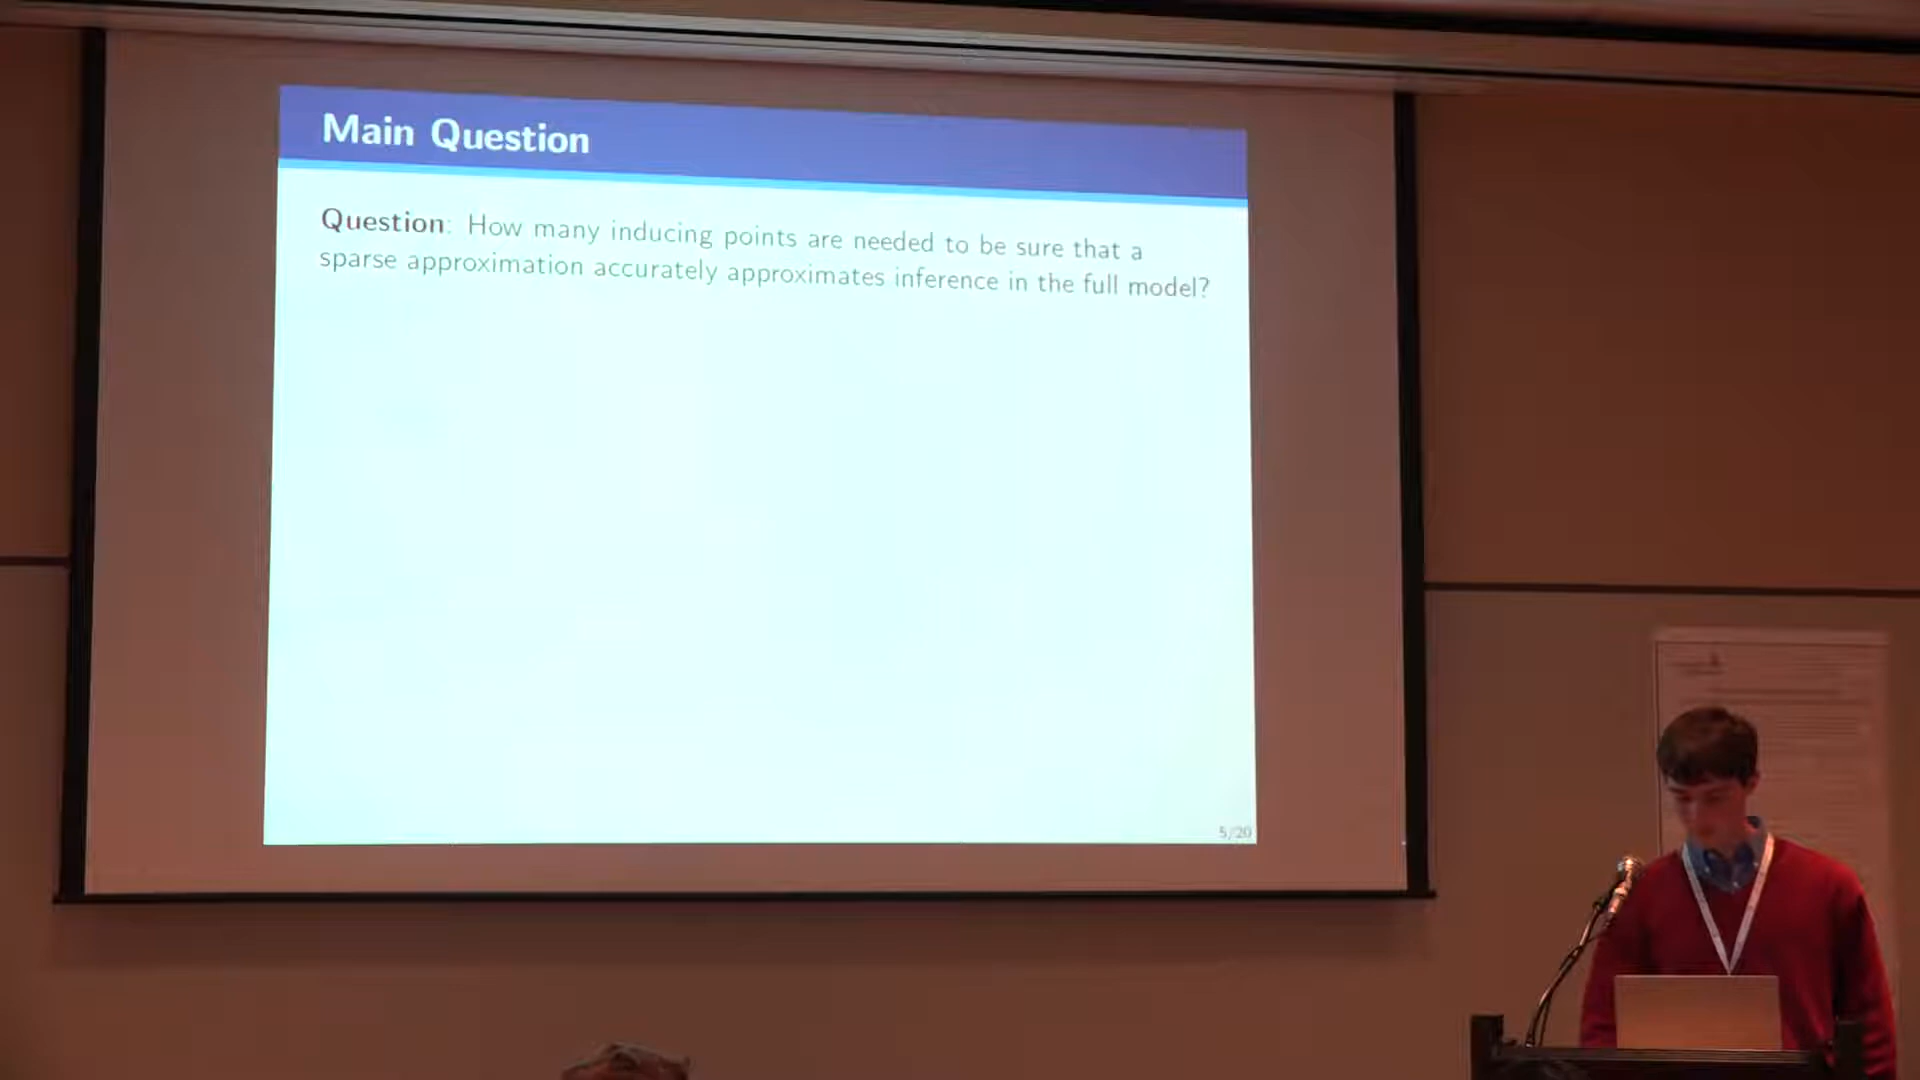 Main Question
Question: How many inducing points are needed to be sure that a
sparse approximation accurately approximates inference in the full model?
5/20